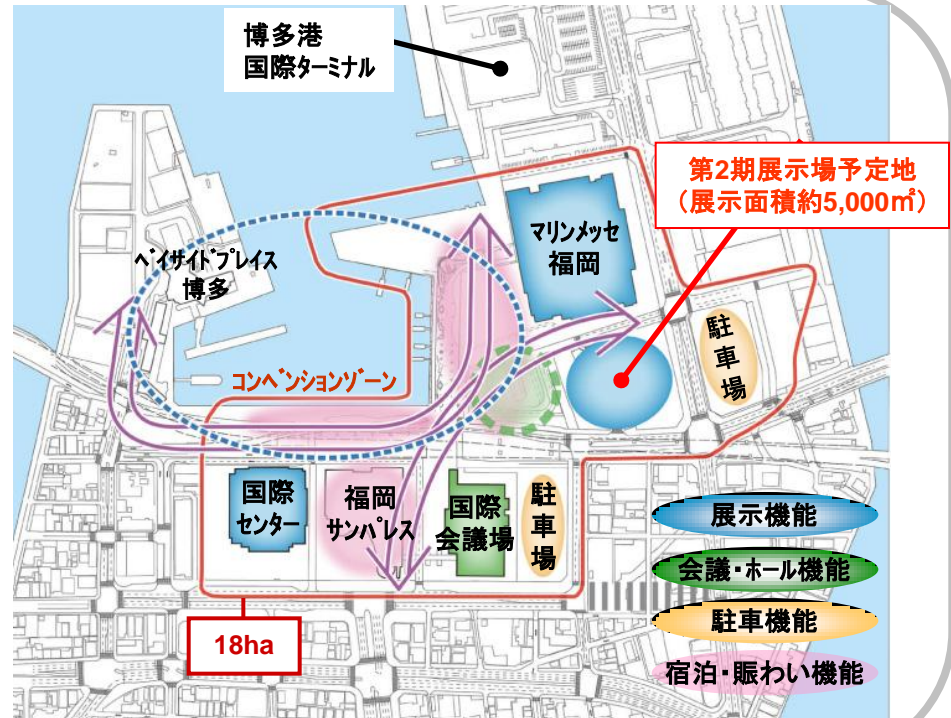 博多港
国際ターミナル
第2期展示場予定地
（展示面積約5,000㎡）
マリンメッセ
福岡
ベイサイドプレイス
博多
駐車場
コンベンションゾーン
国際
センター
福岡
サンパレス
国際
会議場
駐車場
展示機能
会議・ホール機能
駐車機能
宿泊・賑わい機能
18ha